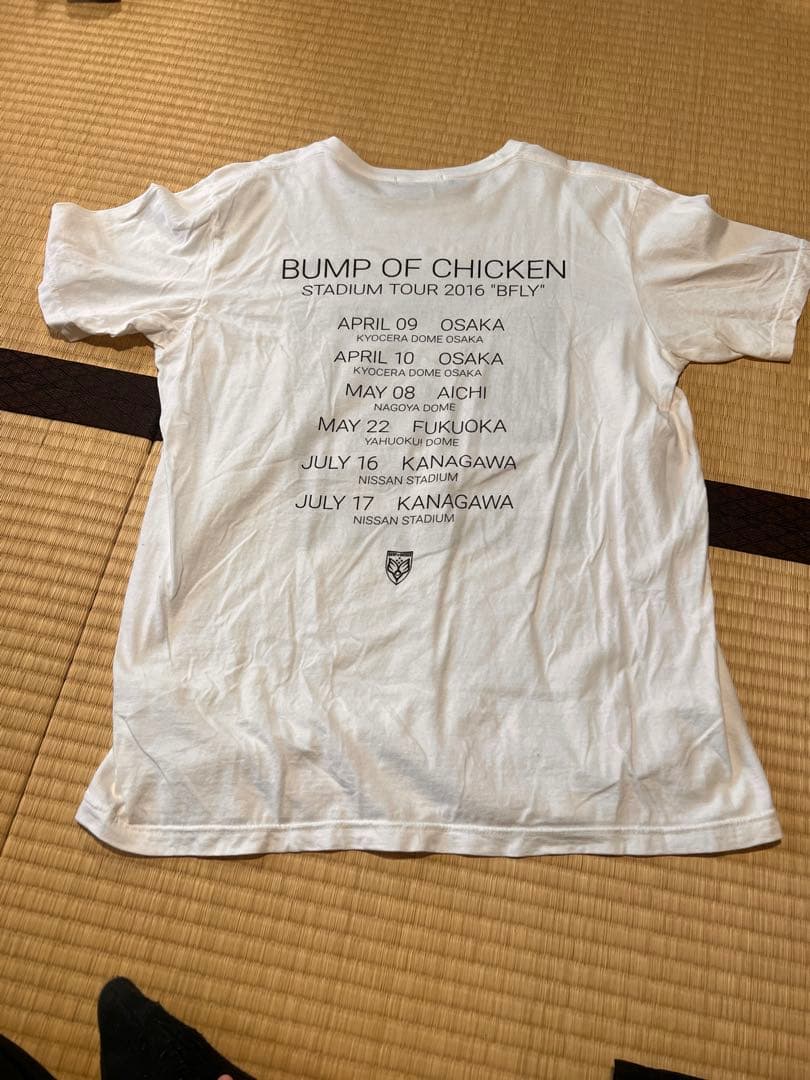 BUMP OF CHICKEN
STADIUM TOUR 2016 "BFLY"
APRIL 09 OSAKA
KYOCERA DOME OSAKA
APRIL 10 OSAKA
KYOCERA DOME OSAKA
MAY 08 AICHI
NAGOYA DOME
MAY 22 FUKUOKA
YAHUOKU! DOME
JULY 16 KANAGAWA
NISSAN STADIUM
JULY 17 KANAGAWA
NISSAN STADIUM